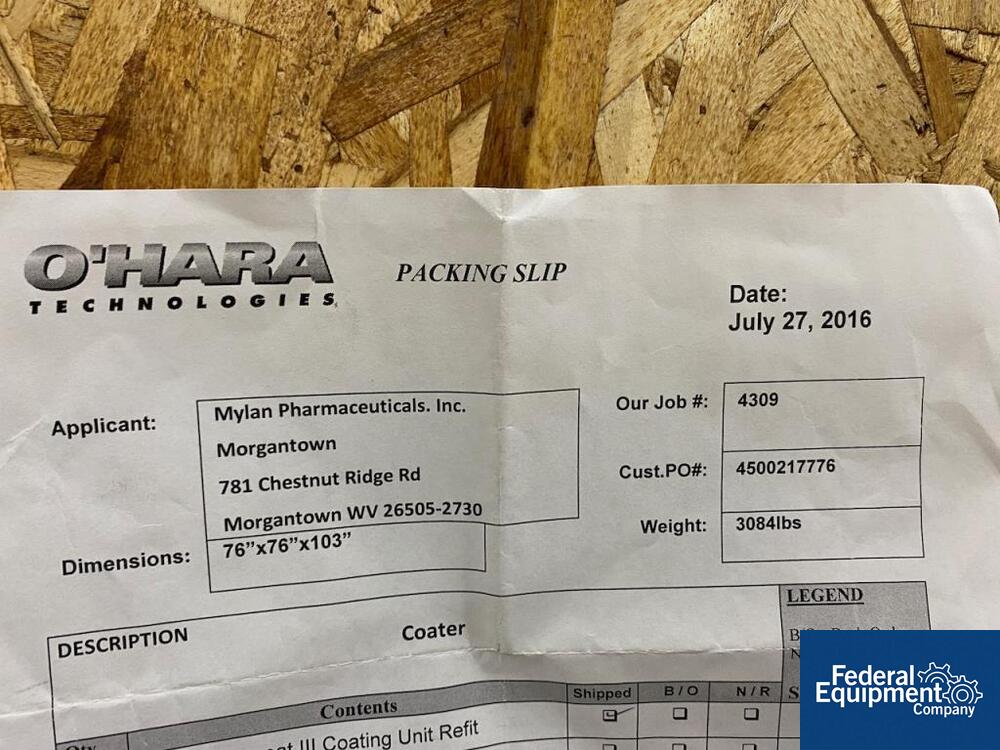 O'HARA
TECHNOLOGIES
PACKING SLIP
Date:
July 27, 2016
Applicant:
Mylan Pharmaceuticals. Inc.
Morgantown
781 Chestnut Ridge Rd
Morgantown WV 26505-2730
Our Job #: 4309
Cust.PO#: 4500217776
Weight: 3084lbs
Dimensions: 76"x76"x103"
DESCRIPTION Coater
LEGEND
Contents Shipped B / O N / R S
III Coating Unit Refit
Federal
Equipment
Company